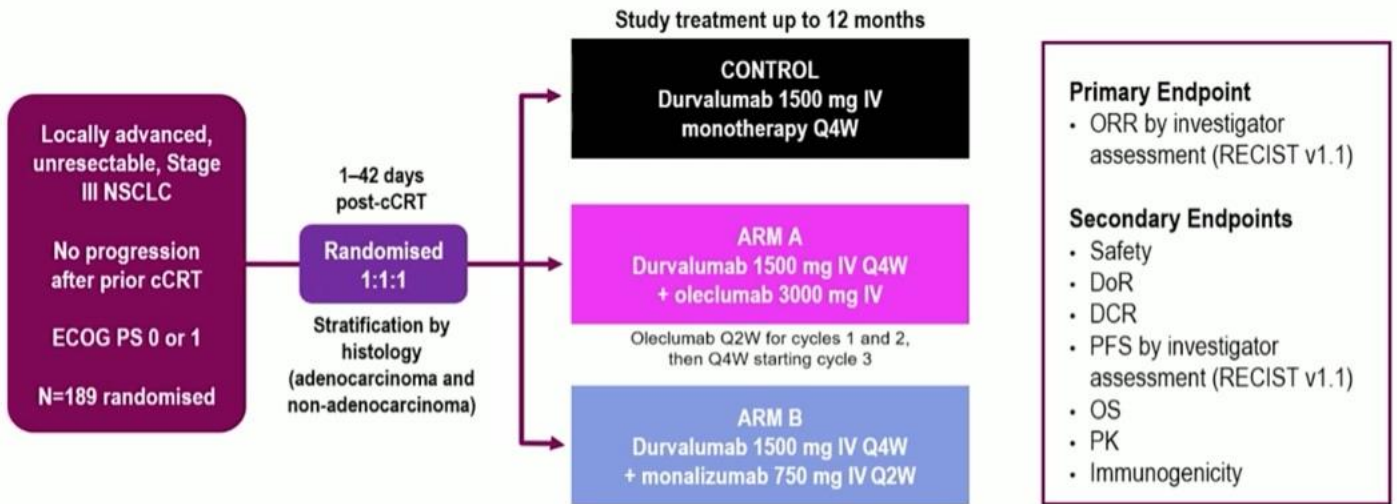 Study treatment up to 12 months
Locally advanced,
unresectable, Stage
III NSCLC
No progression
after prior cCRT
ECOG PS 0 or 1
N=189 randomised
1–42 days
post-cCRT
Randomised
1:1:1
Stratification by
histology
(adenocarcinoma and
non-adenocarcinoma)
CONTROL
Durvalumab 1500 mg IV
monotherapy Q4W
ARM A
Durvalumab 1500 mg IV Q4W
+ oleclumab 3000 mg IV
Oleclumab Q2W for cycles 1 and 2,
then Q4W starting cycle 3
ARM B
Durvalumab 1500 mg IV Q4W
+ monalizumab 750 mg IV Q2W
Primary Endpoint
• ORR by investigator
assessment (RECIST v1.1)
Secondary Endpoints
• Safety
• DoR
• DCR
• PFS by investigator
assessment (RECIST v1.1)
• OS
• PK
• Immunogenicity